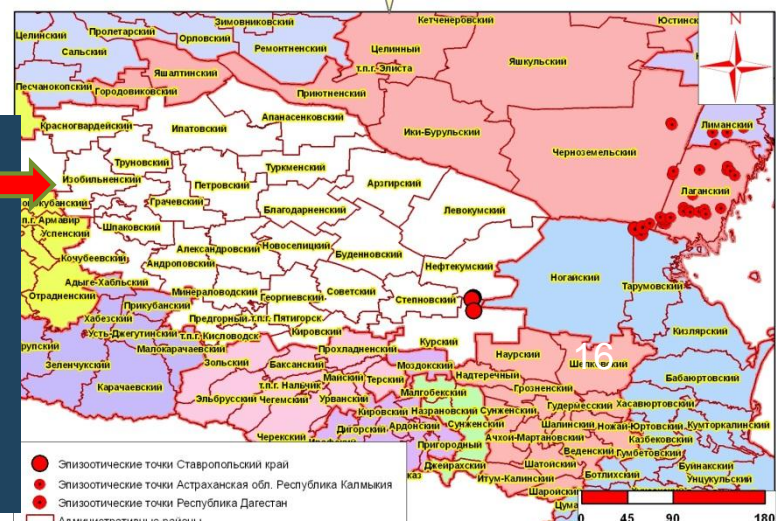 Зимовниковский Кетченеровский Юстинск N
Целинский Пролетарский Орловский Целинный
Сальский Ремонтненский Яшкульский
Яшалтинский т.п.г. Элиста
Песчанокопский Городовиковский Приютненский
Красногвардейский Ипатовский Апанасенковский Ики-Бурульский Лиманский
Черноземельский
Труновский Туркменский
Изобильненский Петровский Арзгирский Лаганский
Грачевский Благодарненский Левокумский
т.п.г. Армавир Шпаковский
Успенский Александровский Новоселицкий
Кочубеевский Андроповский Буденновский Нефтекумский Ногайский
Адыге-Хабльский Минераловодский Георгиевский Советский Степновский Тарумовский
Отрадненский Прикубанский
Хабезский Предгорный т.п.г. Пятигорск Кизлярский
Усть-Джегутинский т.п.г. Кисловодск Кировский Курский
Малокарачаевский Прохладненский Наурский 16
Зеленчукский Зольский Баксанский Моздокский Надтеречный Бабаюртовский
Карачаевский т.п.г. Нальчик Майский Терский Грозненский
Эльбрусский Чегемский Урванский Малгобекский Гудермесский Хасавюртовский
Кировский Назрановский Сунженский Шалинский Ножай-Юртовский Кумторкалинский
Черекский Дигорский Ардонский Сунженский Ачхой-Мартановский Казбековский
Пригородный Веденский Гумбетовский
Джейрахский Шатойский Буйнакский
Итум-Калинский Ботлихский Унцукульский
Эпизоотические точки Ставропольский край
Эпизоотические точки Астраханская обл. Республика Калмыкия
Эпизоотические точки Республика Дагестан
Административные районы
0 45 90 180